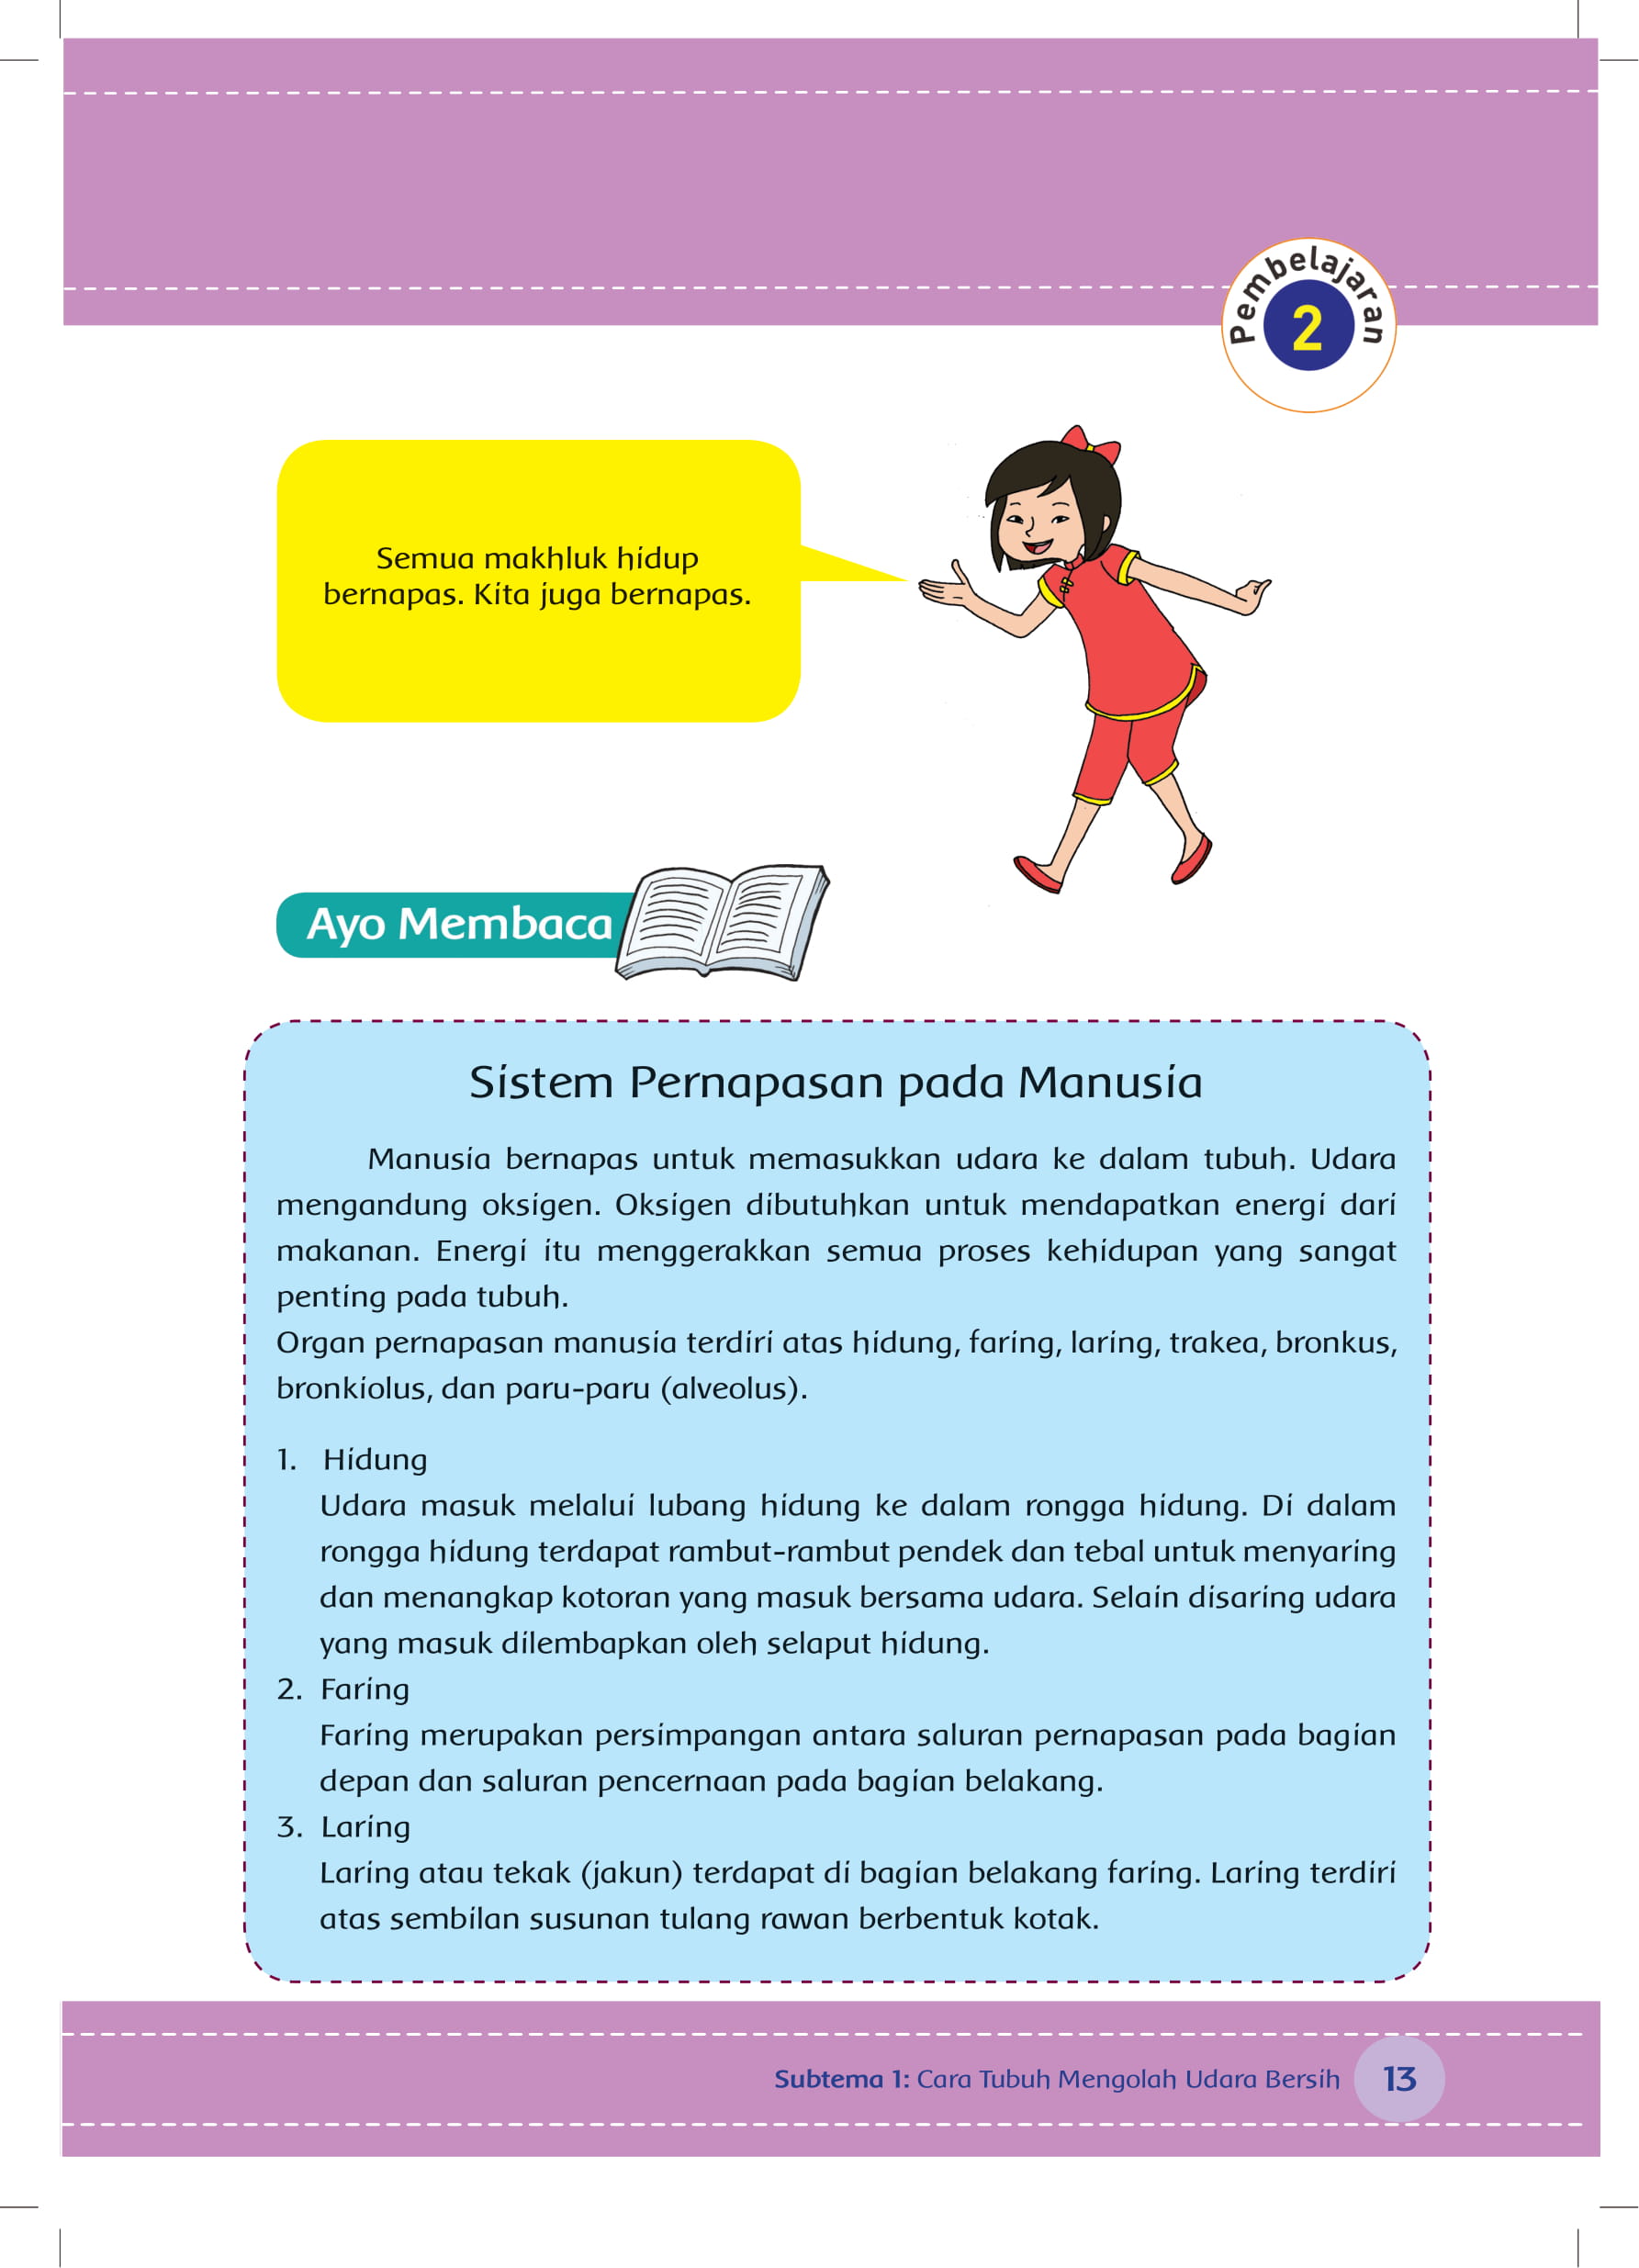 Pembelajaran
2
Semua makhluk hidup
bernapas. Kita juga bernapas.
Ayo Membaca
Sistem Pernapasan pada Manusia
Manusia bernapas untuk memasukkan udara ke dalam tubuh. Udara
mengandung oksigen. Oksigen dibutuhkan untuk mendapatkan energi dari
makanan. Energi itu menggerakkan semua proses kehidupan yang sangat
penting pada tubuh.
Organ pernapasan manusia terdiri atas hidung, faring, laring, trakea, bronkus,
bronkiolus, dan paru-paru (alveolus).
1. Hidung
Udara masuk melalui lubang hidung ke dalam rongga hidung. Di dalam
rongga hidung terdapat rambut-rambut pendek dan tebal untuk menyaring
dan menangkap kotoran yang masuk bersama udara. Selain disaring udara
yang masuk dilembapkan oleh selaput hidung.
2. Faring
Faring merupakan persimpangan antara saluran pernapasan pada bagian
depan dan saluran pencernaan pada bagian belakang.
3. Laring
Laring atau tekak (jakun) terdapat di bagian belakang faring. Laring terdiri
atas sembilan susunan tulang rawan berbentuk kotak.
Subtema 1: Cara Tubuh Mengolah Udara Bersih 13